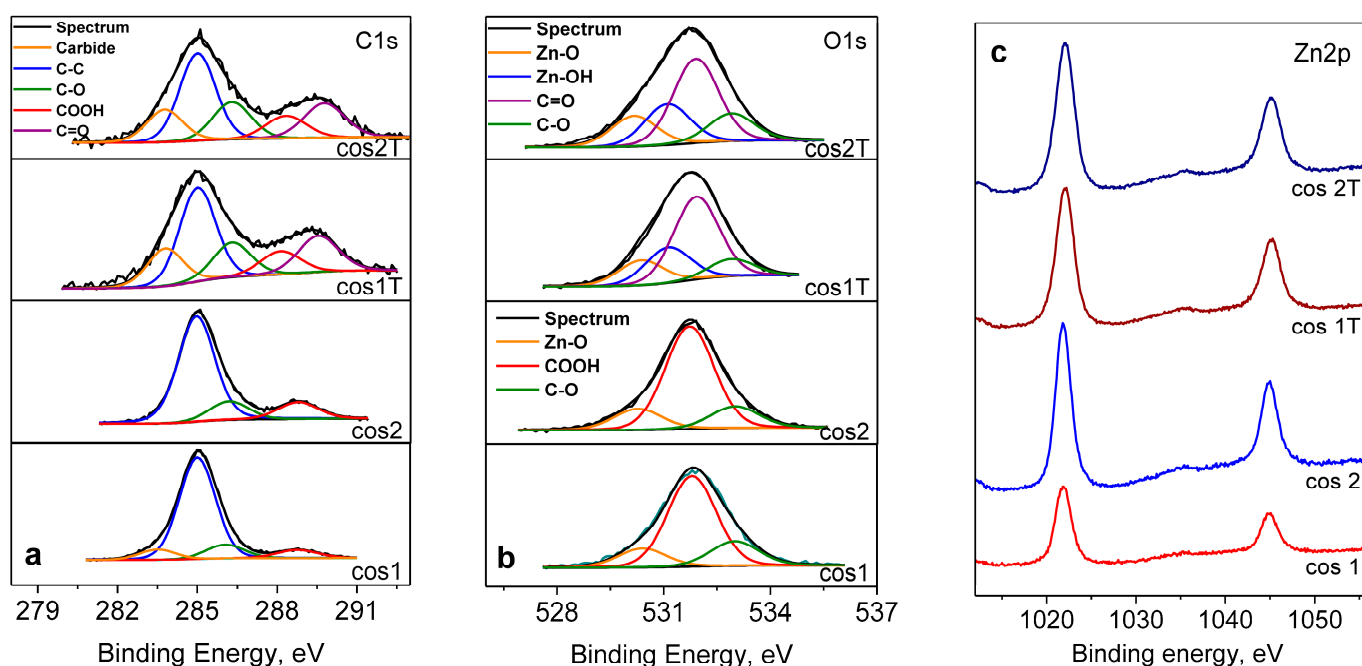 Spectrum
Carbide
C-C
C-O
COOH
C=O
C1s
cos2T
cos1T
cos2
cos1
a
279 282 285 288 291
Binding Energy, eV
Spectrum
Zn-O
Zn-OH
C=O
C-O
O1s
cos2T
cos1T
Spectrum
Zn-O
COOH
C-O
cos2
b
cos1
528 531 534 537
Binding Energy, eV
c
Zn2p
cos 2T
cos 1T
cos 2
cos 1
1020 1030 1040 1050
Binding energy, eV